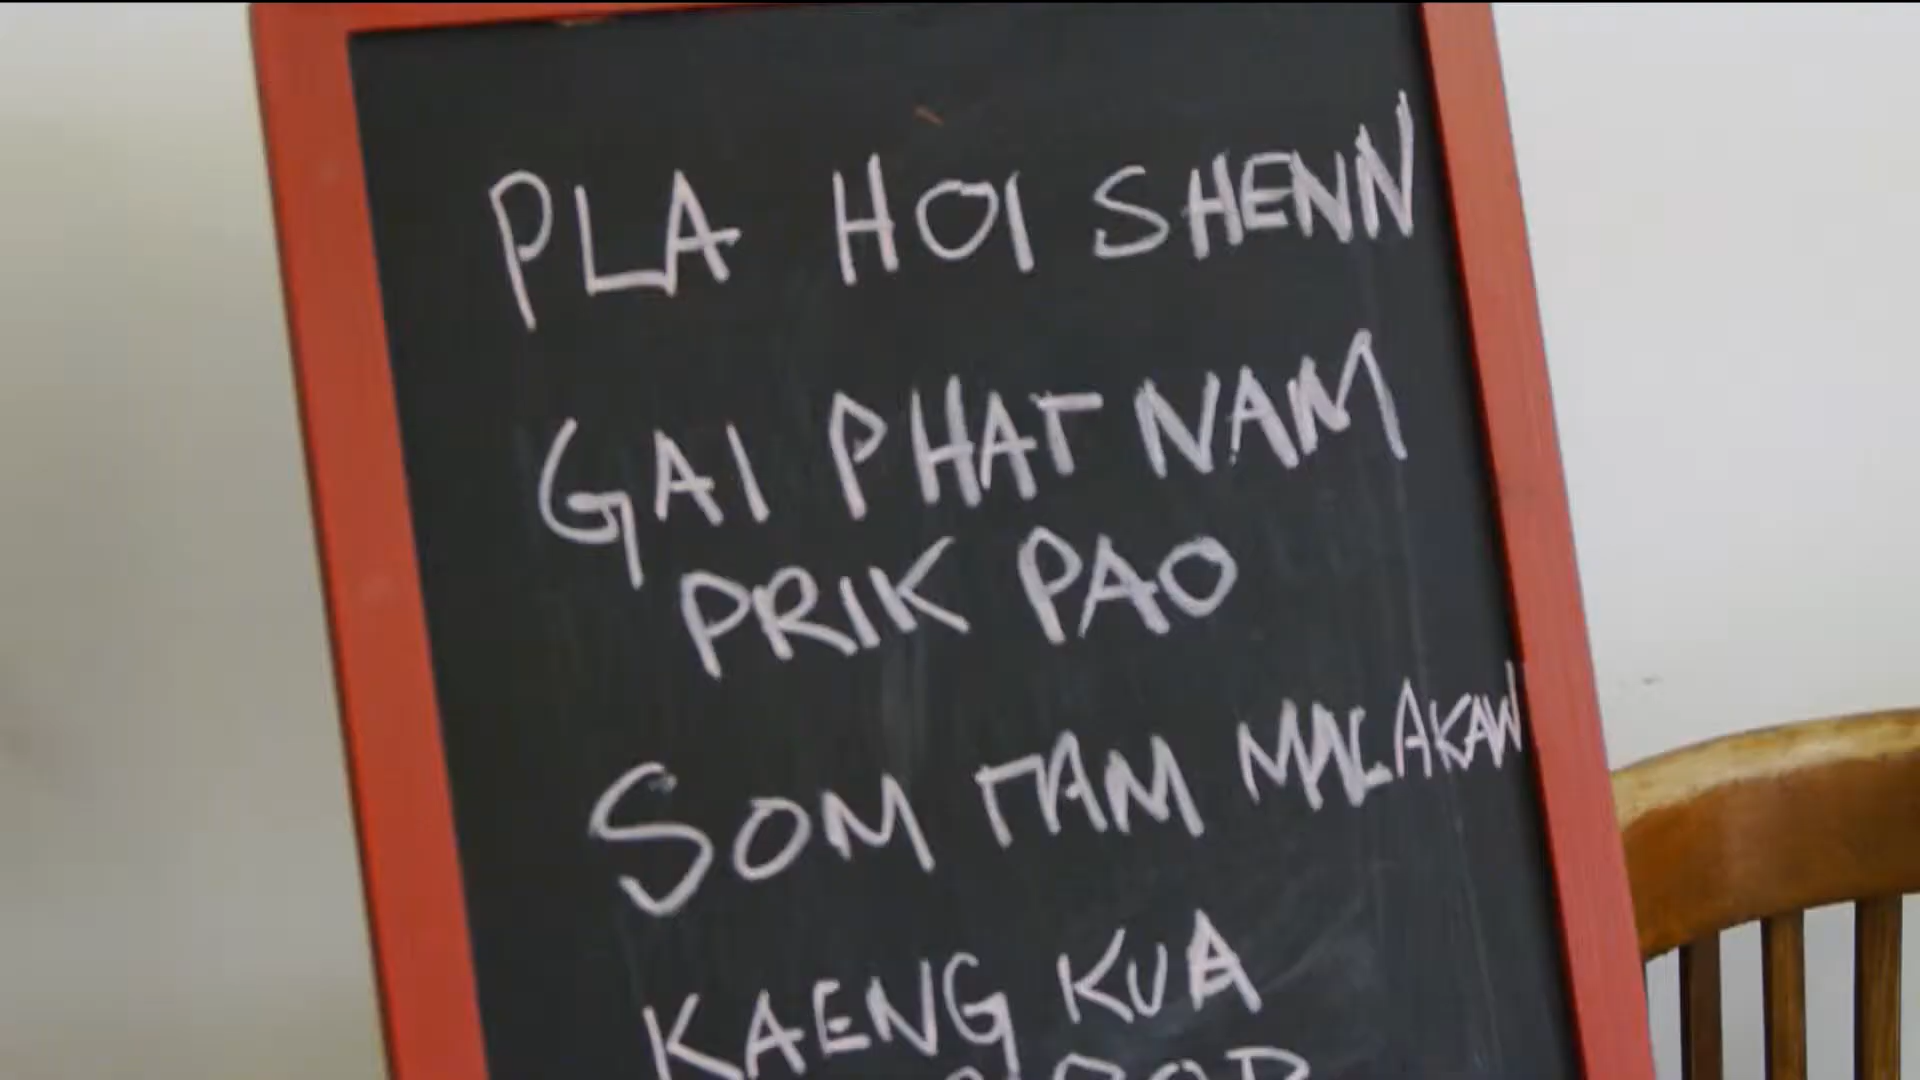 PLA HOI SHENN
GAI PHAT NAM
PRIK PAO
SOM TAM MALAKAW
KAENG KUA